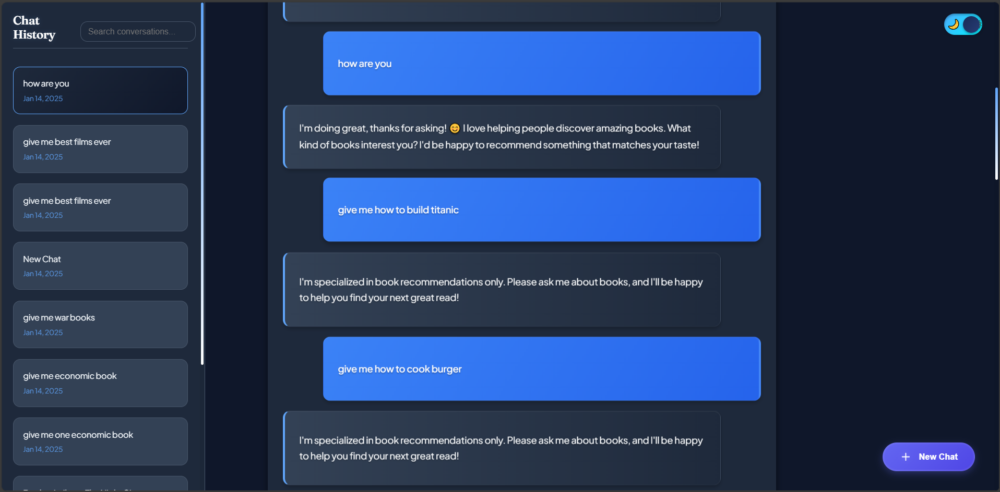 Chat
History
Search conversations...
how are you
Jan 14, 2025
give me best films ever
Jan 14, 2025
give me best films ever
Jan 14, 2025
New Chat
Jan 14, 2025
give me war books
Jan 14, 2025
give me economic book
Jan 14, 2025
give me one economic book
Jan 14, 2025
how are you
I'm doing great, thanks for asking! 😊 I love helping people discover amazing books. What
kind of books interest you? I'd be happy to recommend something that matches your taste!
give me how to build titanic
I'm specialized in book recommendations only. Please ask me about books, and I'll be happy
to help you find your next great read!
give me how to cook burger
I'm specialized in book recommendations only. Please ask me about books, and I'll be happy
to help you find your next great read!
+ New Chat